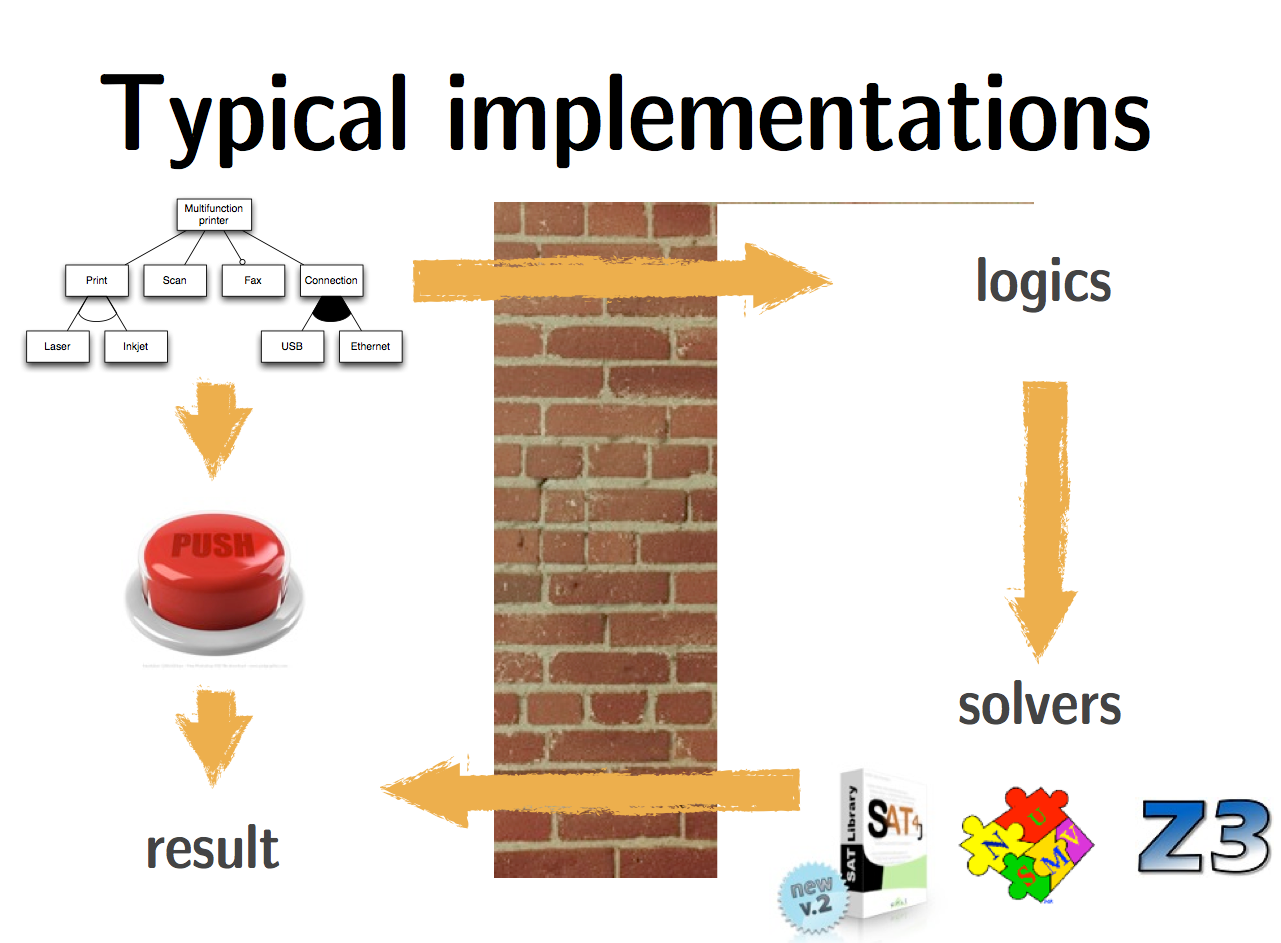 Typical implementations
Multifunction
printer
Print
Scan
Fax
Connection
Laser
Inkjet
USB
Ethernet
logics
PUSH
solvers
result
SAT Library
SAT4j
new
v.2
N
U
S
M
V
Z3